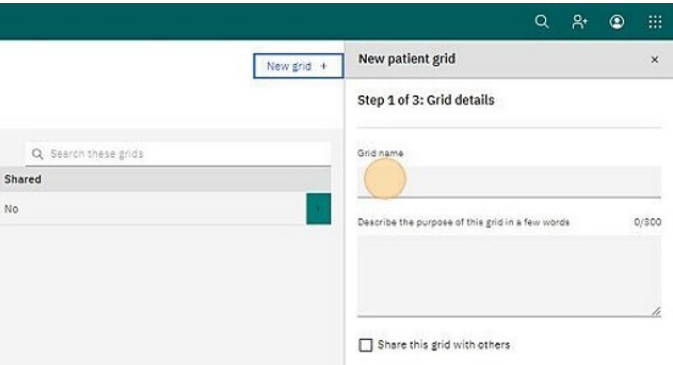 New grid +
New patient grid
Step 1 of 3: Grid details
Search these grids
Grid name
Shared
No
Describe the purpose of this grid in a few words 0/300
Share this grid with others